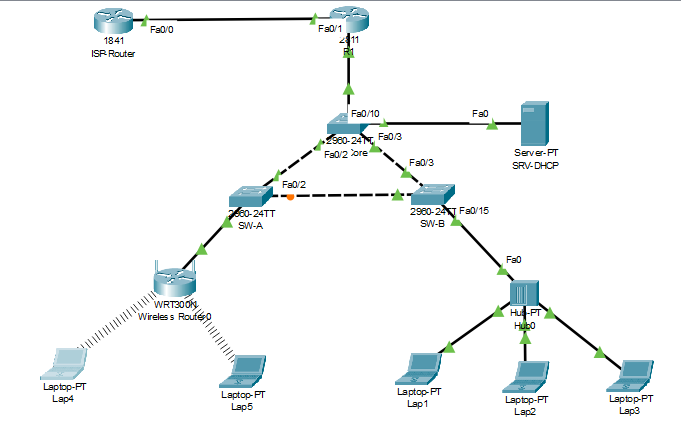 Fa0/0
Fa0/1
1841
ISP-Router
2811
R1
Fa0/10
Fa0
2960-24TT
Core
Fa0/3
Fa0/2
Server-PT
SRV-DHCP
Fa0/3
Fa0/2
2960-24TT
SW-A
2960-24TT
SW-B
Fa0/15
Fa0
WRT300N
Wireless Router0
Hub-PT
Hub0
Laptop-PT
Lap4
Laptop-PT
Lap5
Laptop-PT
Lap1
Laptop-PT
Lap2
Laptop-PT
Lap3